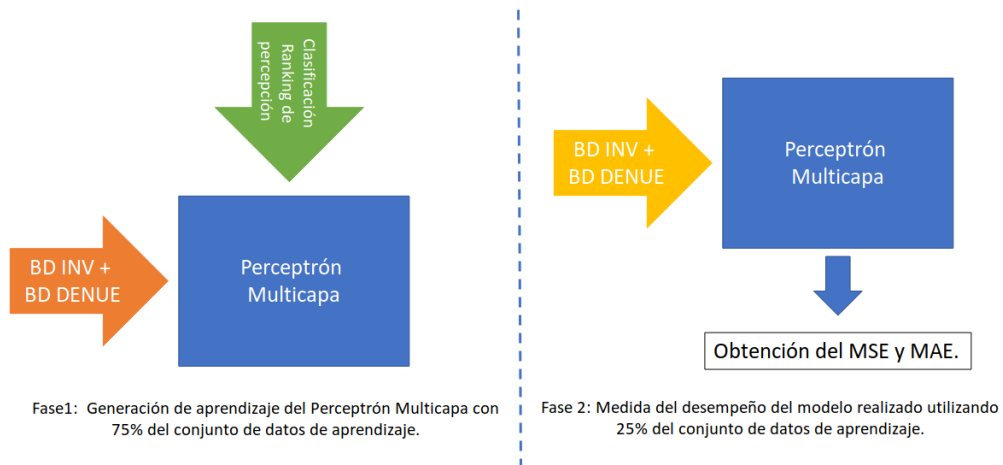 Clasificación
Ranking de
percepción
BD INV +
BD DENUE
Perceptrón
Multicapa
Fase1:  Generación de aprendizaje del Perceptrón Multicapa con
75% del conjunto de datos de aprendizaje.
BD INV +
BD DENUE
Perceptrón
Multicapa
Obtención del MSE y MAE.
Fase 2: Medida del desempeño del modelo realizado utilizando
25% del conjunto de datos de aprendizaje.